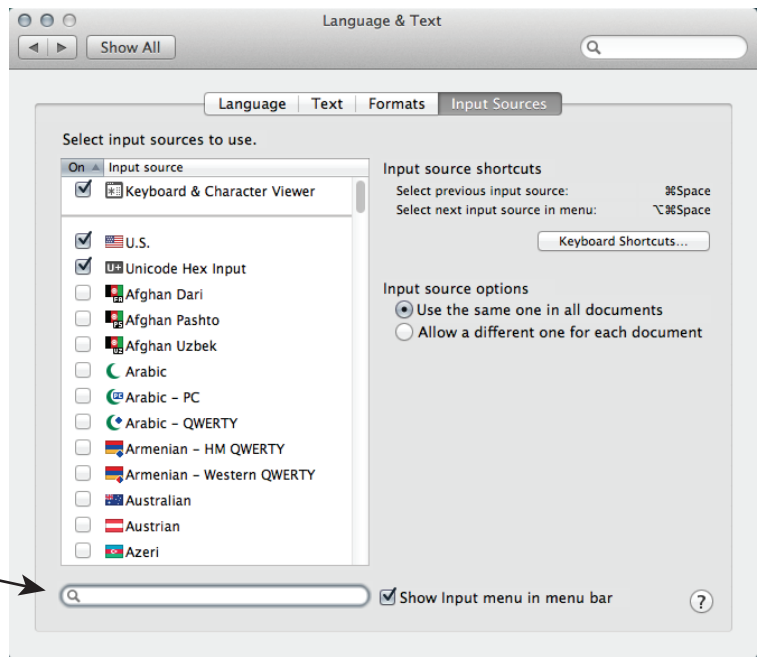 Language & Text
Show All
Language Text Formats Input Sources
Select input sources to use.
On Input source
Keyboard & Character Viewer
U.S.
U+ Unicode Hex Input
FA Afghan Dari
PS Afghan Pashto
UZ Afghan Uzbek
Arabic
PC Arabic – PC
Arabic – QWERTY
Armenian – HM QWERTY
Armenian – Western QWERTY
Australian
Austrian
Azeri
Input source shortcuts
Select previous input source: ⌘Space
Select next input source in menu: ⌥⌘Space
Keyboard Shortcuts...
Input source options
Use the same one in all documents
Allow a different one for each document
Show Input menu in menu bar
?